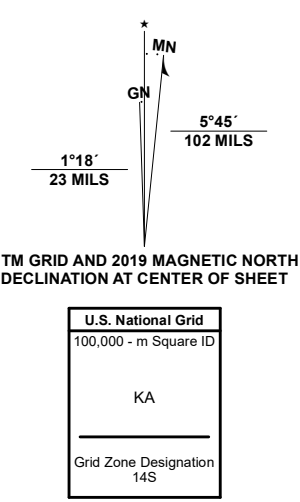 ★
MN
GN
5°45´
102 MILS
1°18´
23 MILS
TM GRID AND 2019 MAGNETIC NORTH
DECLINATION AT CENTER OF SHEET
U.S. National Grid
100,000 - m Square ID
KA
Grid Zone Designation
14S